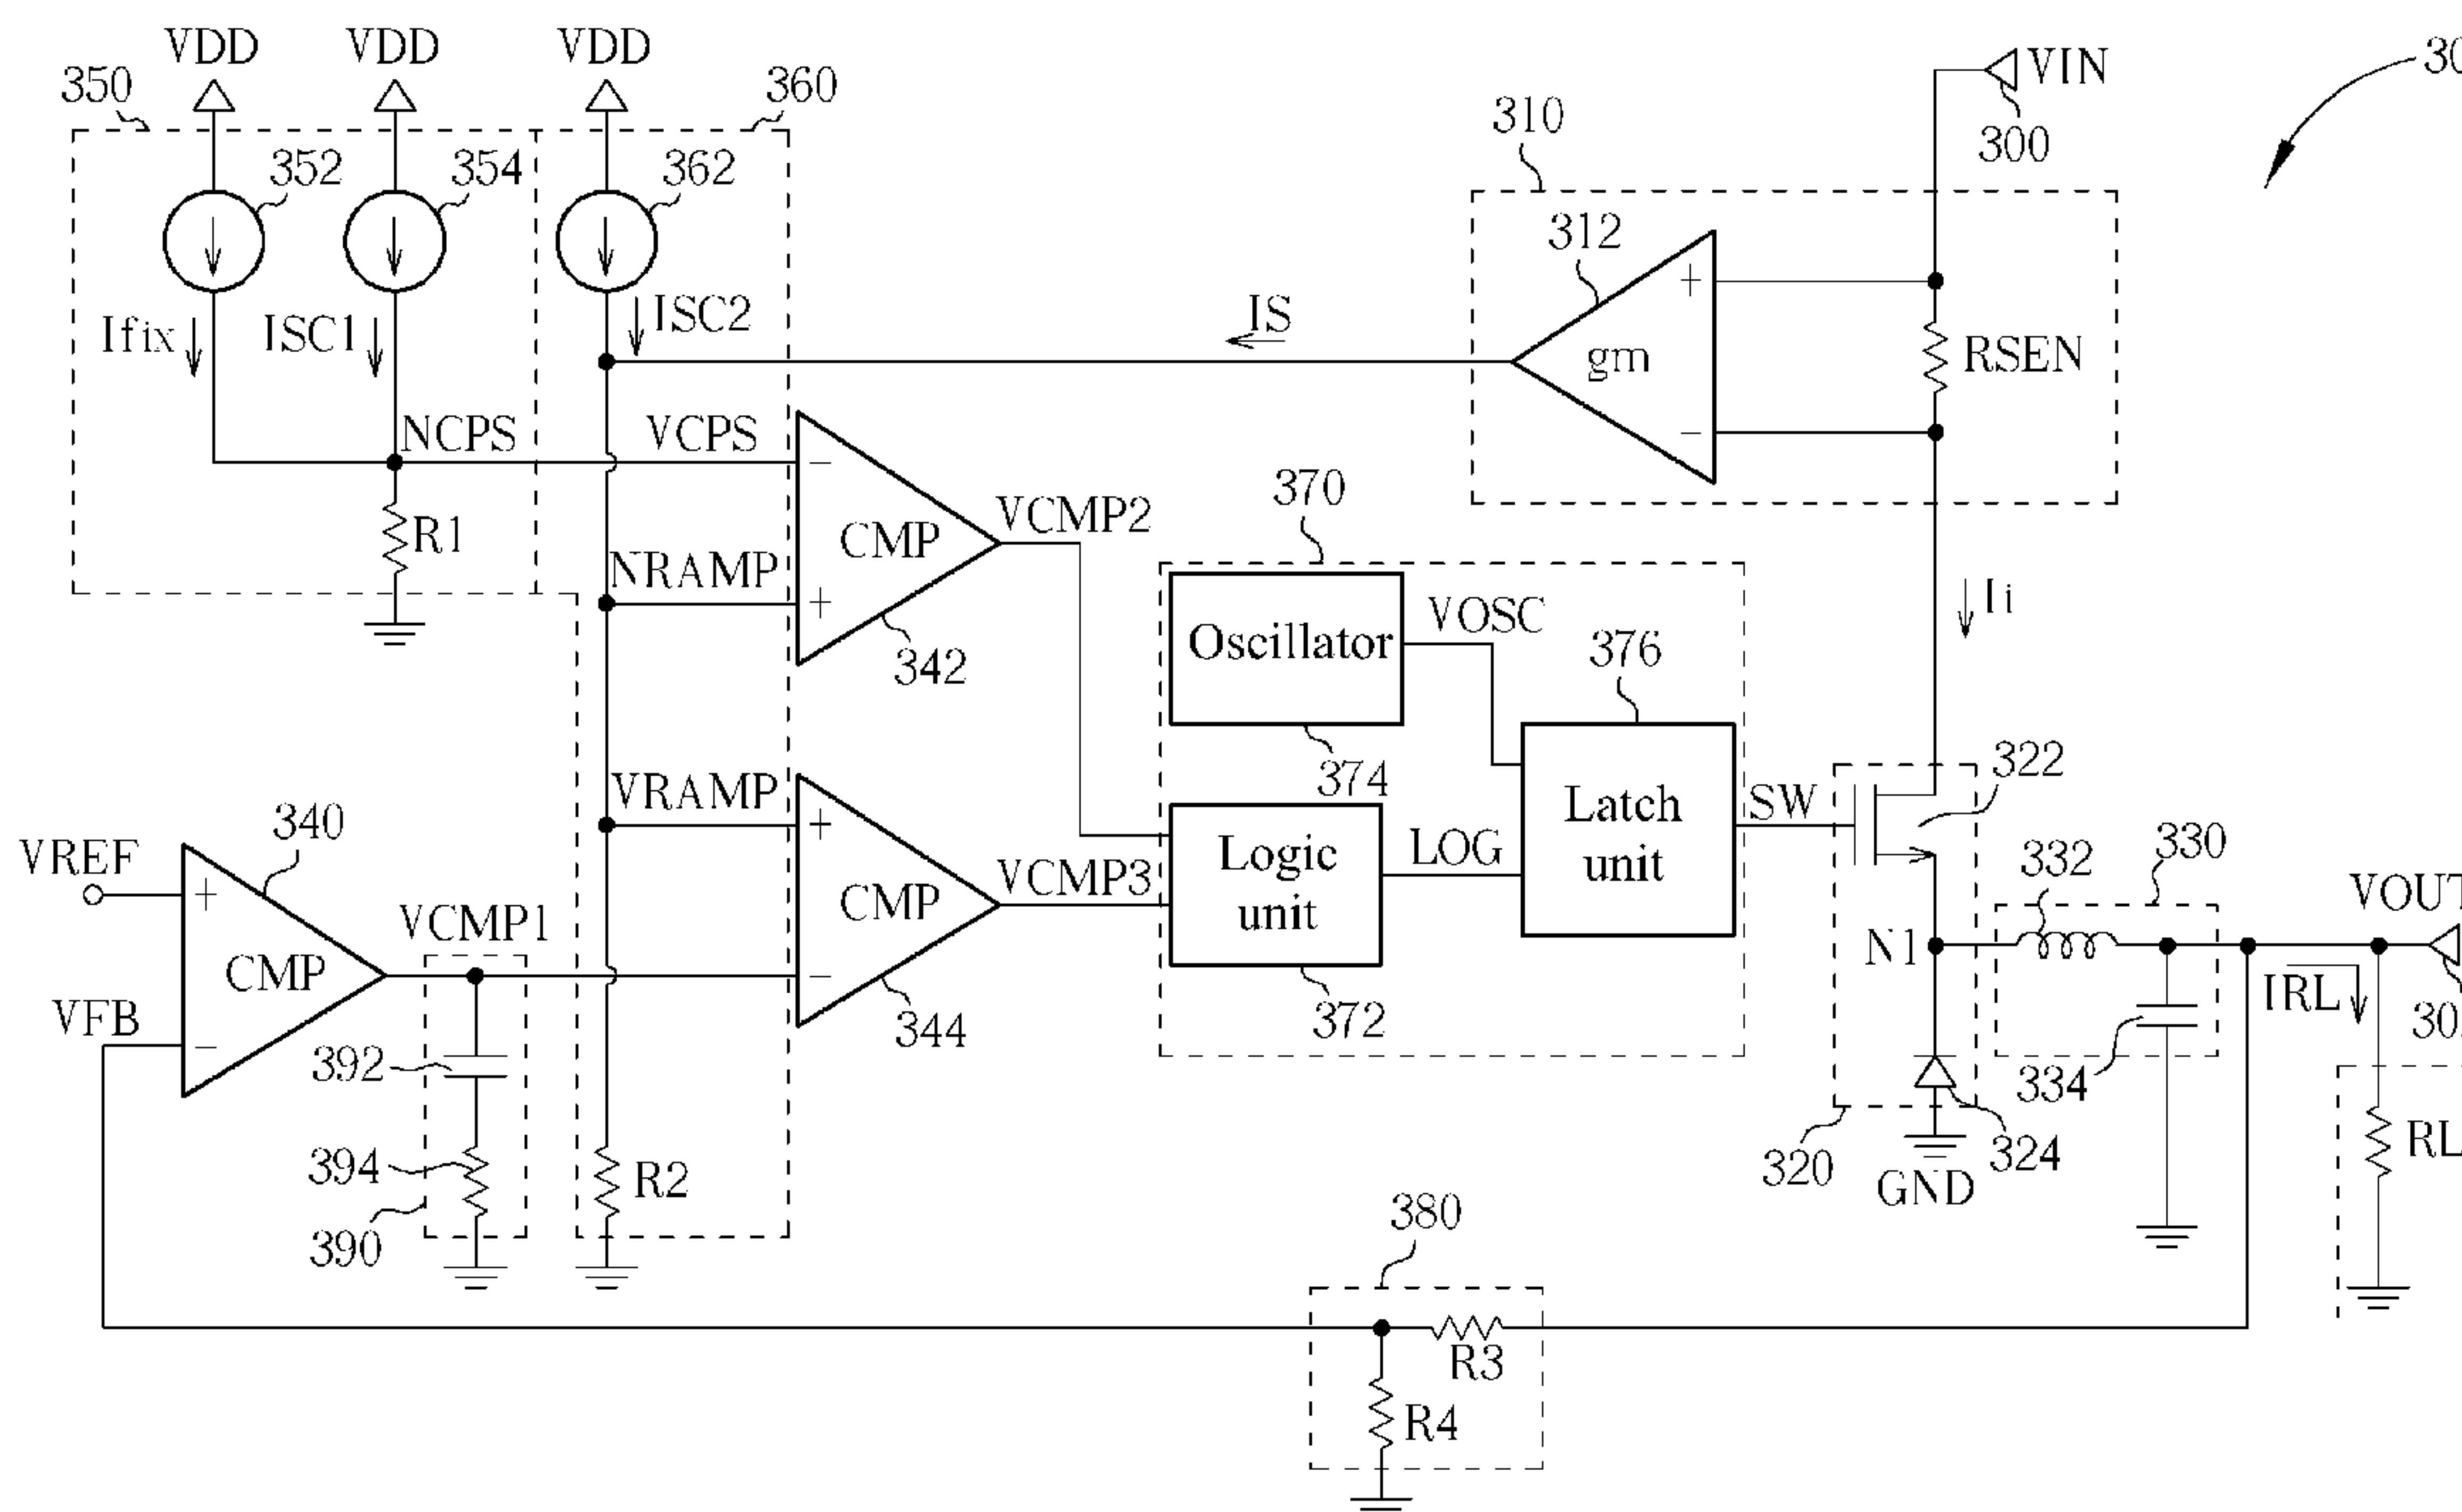 VDD VDD VDD
350 360
VIN
300
310
352 354 362
312
Ifix ISC1 ISC2
IS
+
gm
RSEN
−
NCPS VCPS
−
R1
CMP
VCMP2
NRAMP
+
342
370
Oscillator
VOSC
374
376
Ii
VRAMP
+
CMP
VCMP3
−
344
Logic unit
372
LOG
Latch unit
SW
322
340
VREF
+
CMP
VCMP1
VFB
−
392
394
390
R2
N1
332
330
VOUT
IRL
334
RL
320
324
GND
380
R3
R4